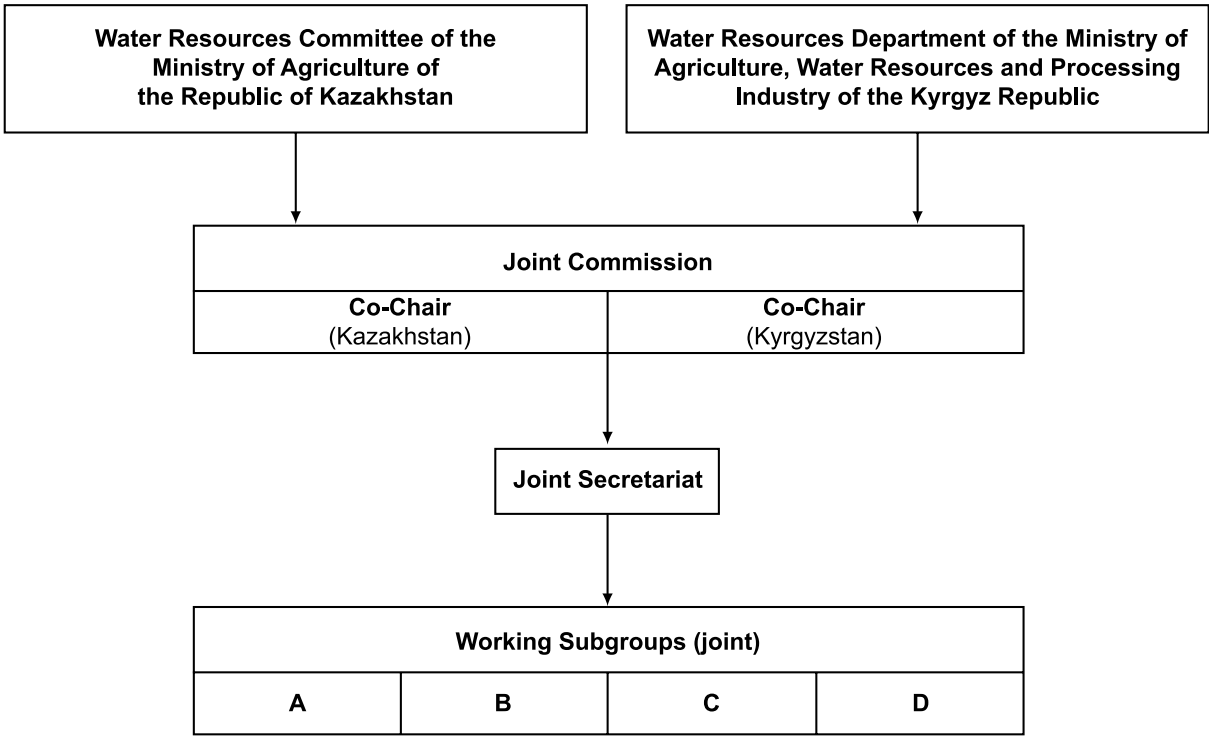 Water Resources Committee of the
Ministry of Agriculture of
the Republic of Kazakhstan
Water Resources Department of the Ministry of
Agriculture, Water Resources and Processing
Industry of the Kyrgyz Republic
Joint Commission
Co-Chair
(Kazakhstan)
Co-Chair
(Kyrgyzstan)
Joint Secretariat
Working Subgroups (joint)
A
B
C
D